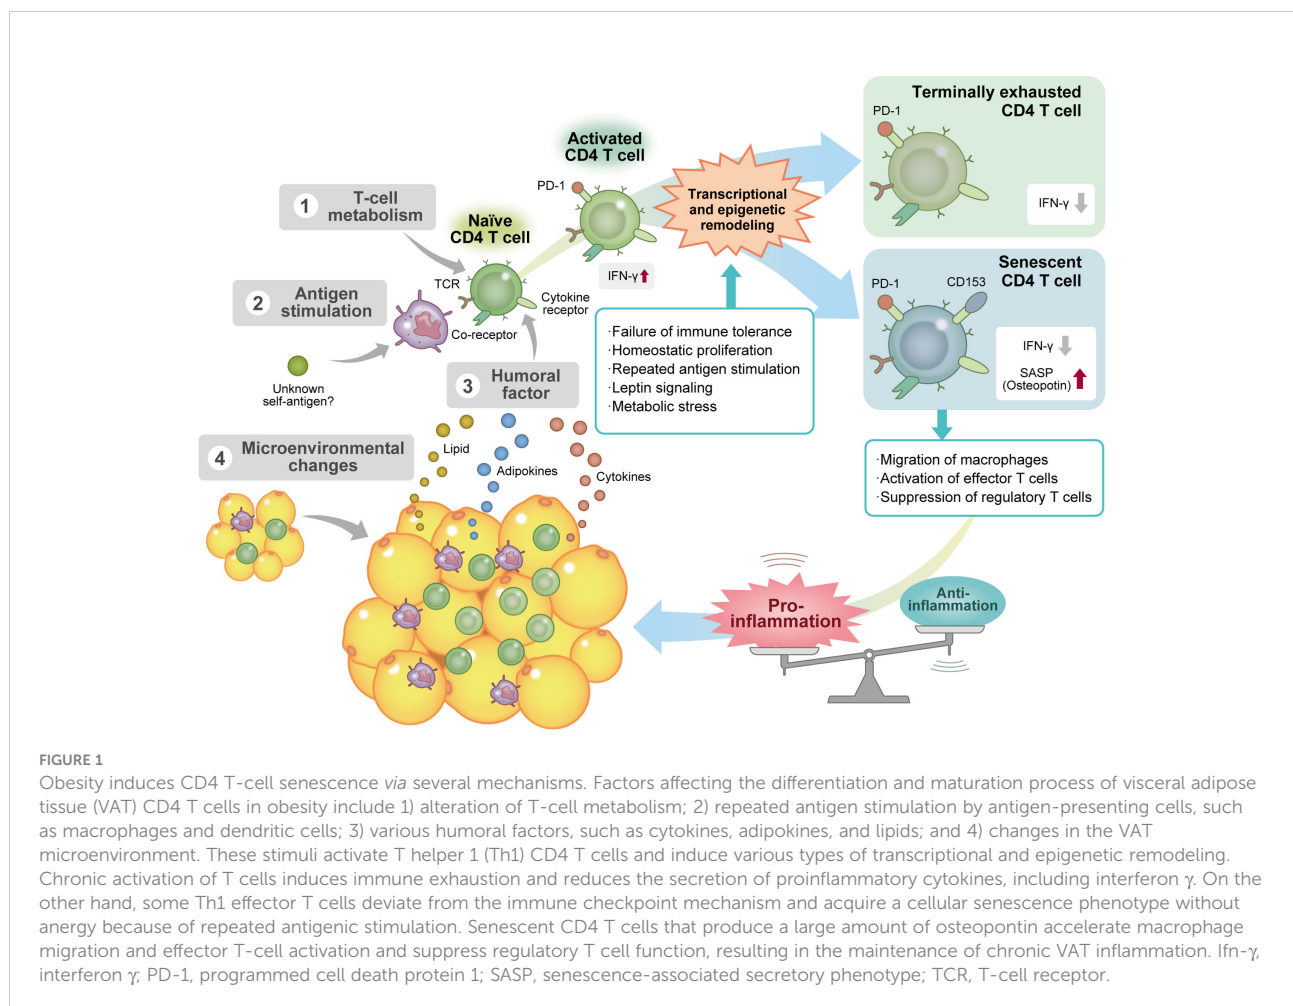 Terminally exhausted
CD4 T cell
PD-1
IFN-γ
Activated
CD4 T cell
PD-1
IFN-γ
Transcriptional
and epigenetic
remodeling
1
T-cell
metabolism
Naïve
CD4 T cell
TCR
Cytokine
receptor
Co-receptor
2
Antigen
stimulation
Unknown
self-antigen?
3
Humoral
factor
4
Microenvironmental
changes
Lipid
Adipokines
Cytokines
·Failure of immune tolerance
·Homeostatic proliferation
·Repeated antigen stimulation
·Leptin signaling
·Metabolic stress
Senescent
CD4 T cell
PD-1
CD153
IFN-γ
SASP
(Osteopotin)
·Migration of macrophages
·Activation of effector T cells
·Suppression of regulatory T cells
Pro-
inflammation
Anti-
inflammation
FIGURE 1
Obesity induces CD4 T-cell senescence via several mechanisms. Factors affecting the differentiation and maturation process of visceral adipose
tissue (VAT) CD4 T cells in obesity include 1) alteration of T-cell metabolism; 2) repeated antigen stimulation by antigen-presenting cells, such
as macrophages and dendritic cells; 3) various humoral factors, such as cytokines, adipokines, and lipids; and 4) changes in the VAT
microenvironment. These stimuli activate T helper 1 (Th1) CD4 T cells and induce various types of transcriptional and epigenetic remodeling.
Chronic activation of T cells induces immune exhaustion and reduces the secretion of proinflammatory cytokines, including interferon γ. On the
other hand, some Th1 effector T cells deviate from the immune checkpoint mechanism and acquire a cellular senescence phenotype without
anergy because of repeated antigenic stimulation. Senescent CD4 T cells that produce a large amount of osteopontin accelerate macrophage
migration and effector T-cell activation and suppress regulatory T cell function, resulting in the maintenance of chronic VAT inflammation. Ifn-γ,
interferon γ; PD-1, programmed cell death protein 1; SASP, senescence-associated secretory phenotype; TCR, T-cell receptor.